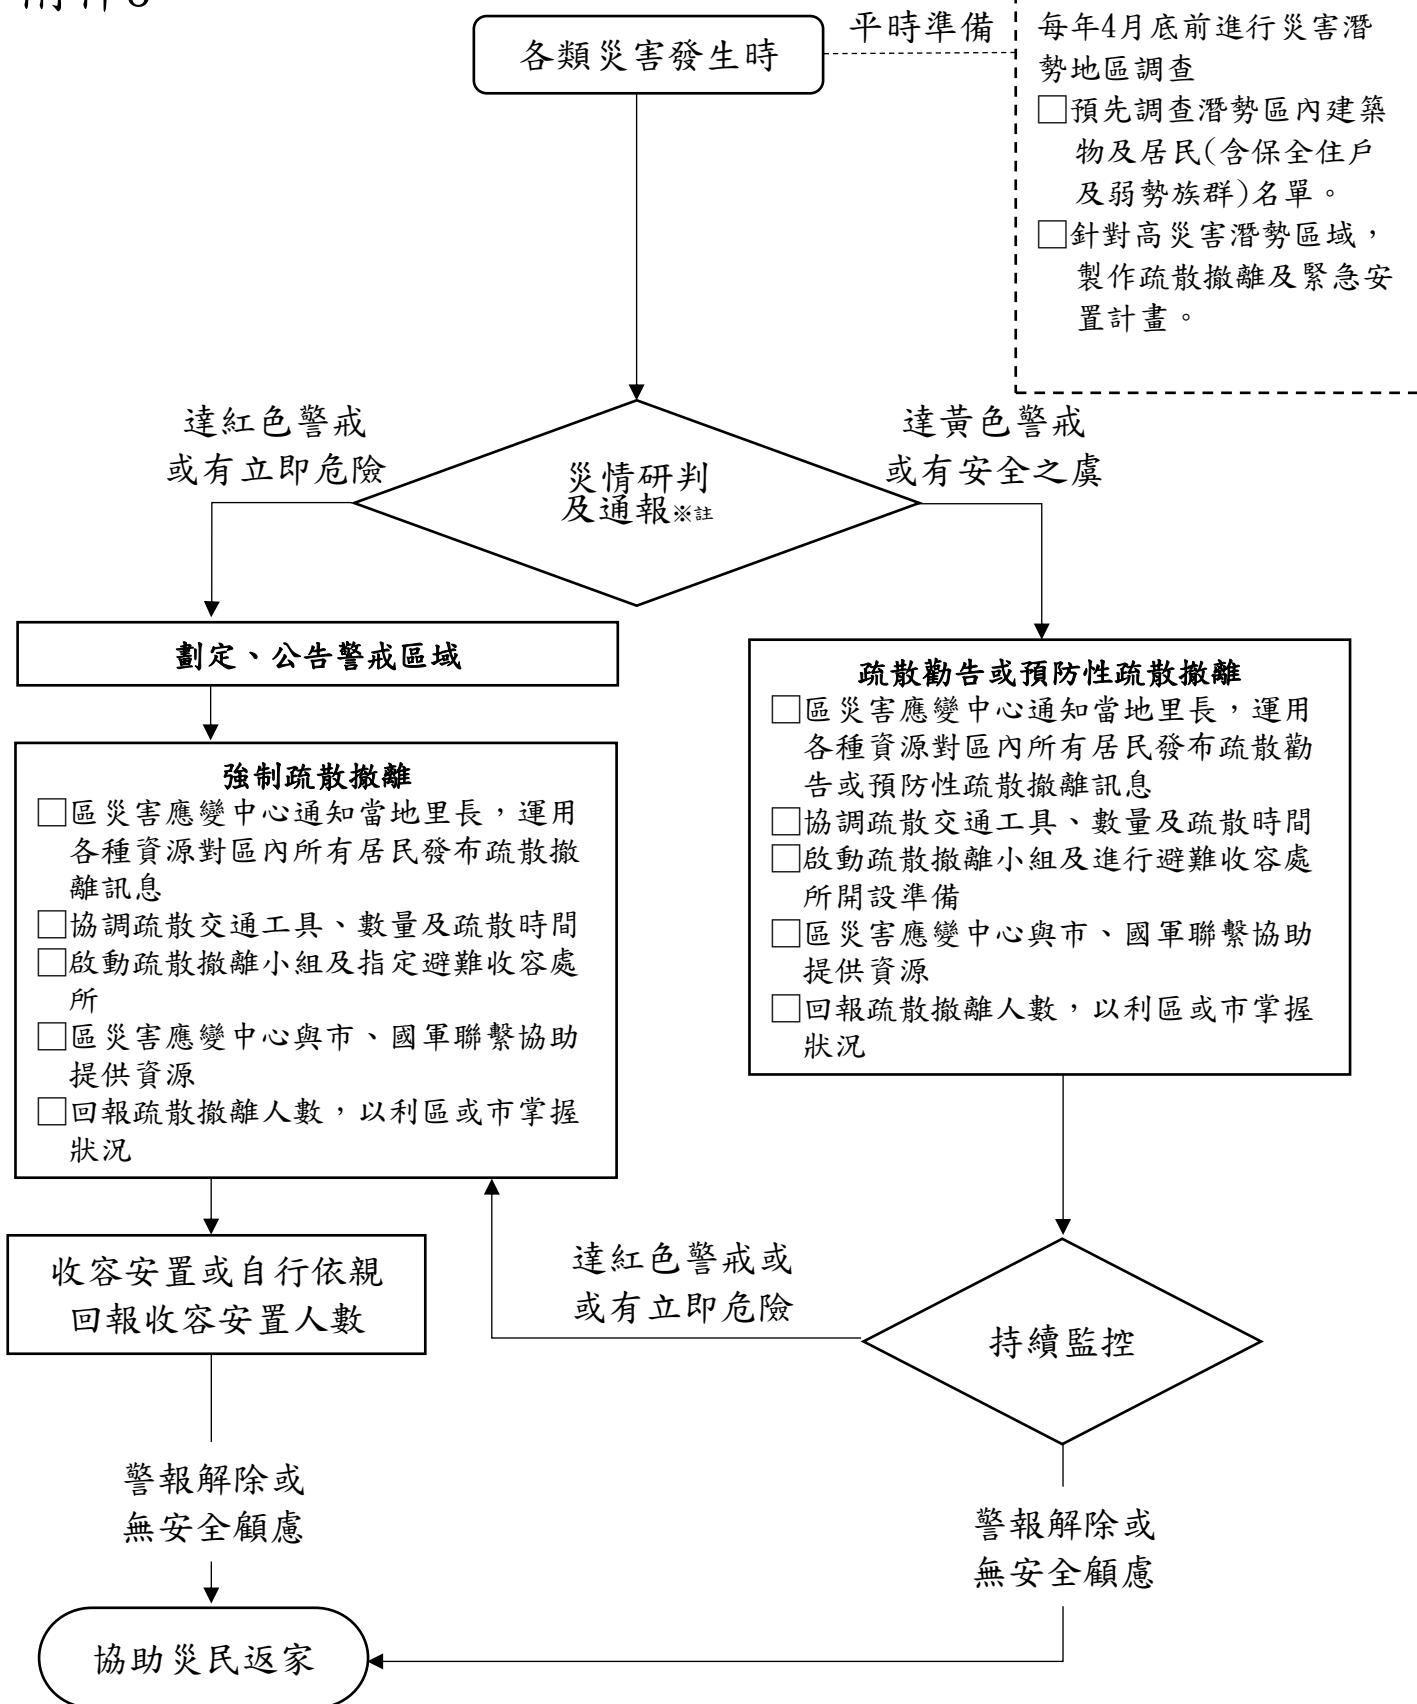 各類災害發生時
平時準備
每年4月底前進行災害潛
勢地區調查
□預先調查潛勢區內建築
物及居民(含保全住戶
及弱勢族群)名單。
□針對高災害潛勢區域，
製作疏散撤離及緊急安
置計畫。
達紅色警戒
或有立即危險
災情研判
及通報※註
達黃色警戒
或有安全之虞
劃定、公告警戒區域
強制疏散撤離
□區災害應變中心通知當地里長，運用
各種資源對區內所有居民發布疏散撤
離訊息
□協調疏散交通工具、數量及疏散時間
□啟動疏散撤離小組及指定避難收容處
所
□區災害應變中心與市、國軍聯繫協助
提供資源
□回報疏散撤離人數，以利區或市掌握
狀況
疏散勸告或預防性疏散撤離
□區災害應變中心通知當地里長，運用
各種資源對區內所有居民發布疏散勸
告或預防性疏散撤離訊息
□協調疏散交通工具、數量及疏散時間
□啟動疏散撤離小組及進行避難收容處
所開設準備
□區災害應變中心與市、國軍聯繫協助
提供資源
□回報疏散撤離人數，以利區或市掌握
狀況
收容安置或自行依親
回報收容安置人數
達紅色警戒或
或有立即危險
持續監控
警報解除或
無安全顧慮
警報解除或
無安全顧慮
協助災民返家